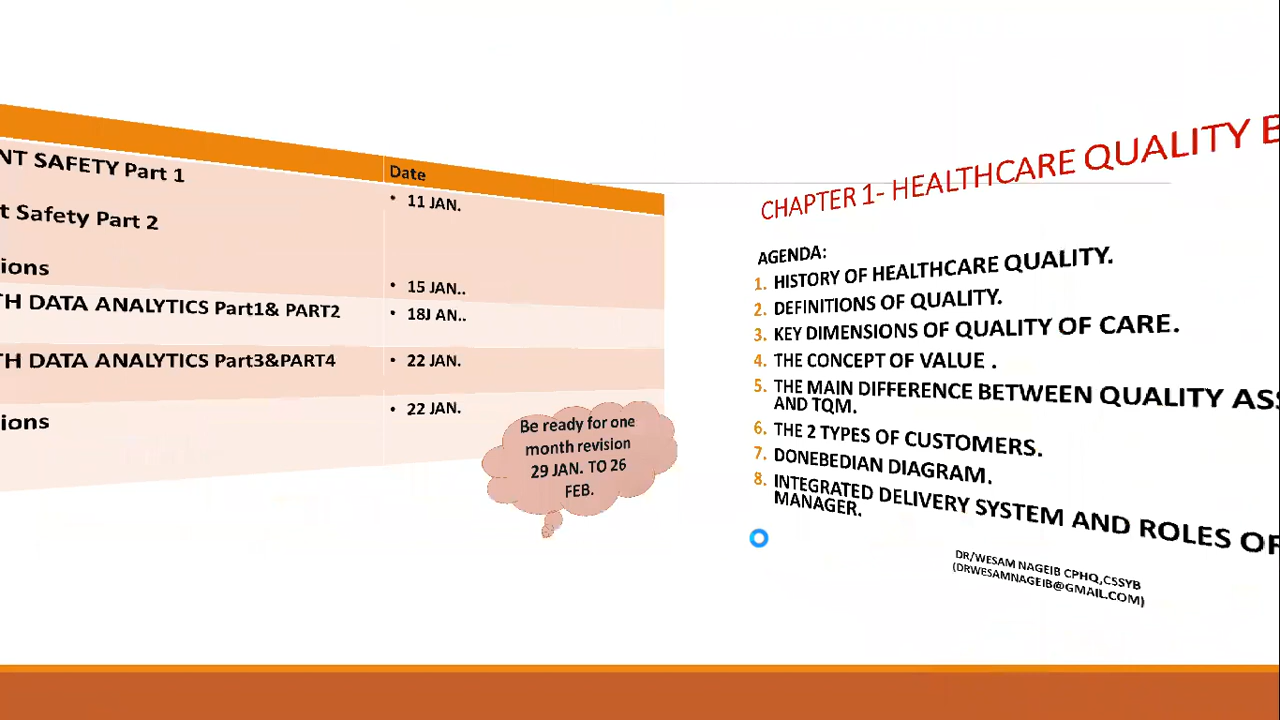 Date
NT SAFETY Part 1
• 11 JAN.
t Safety Part 2
ions
• 15 JAN..
TH DATA ANALYTICS Part1& PART2
• 18J AN..
TH DATA ANALYTICS Part3&PART4
• 22 JAN.
ions
• 22 JAN.
Be ready for one
month revision
29 JAN. TO 26
FEB.
CHAPTER 1- HEALTHCARE QUALITY B
AGENDA:
1. HISTORY OF HEALTHCARE QUALITY.
2. DEFINITIONS OF QUALITY.
3. KEY DIMENSIONS OF QUALITY OF CARE.
4. THE CONCEPT OF VALUE .
5. THE MAIN DIFFERENCE BETWEEN QUALITY ASS
AND TQM.
6. THE 2 TYPES OF CUSTOMERS.
7. DONEBEDIAN DIAGRAM.
8. INTEGRATED DELIVERY SYSTEM AND ROLES OF
MANAGER.
DR/WESAM NAGEIB CPHQ,CSSYB
(DRWESAMNAGEIB@GMAIL.COM)